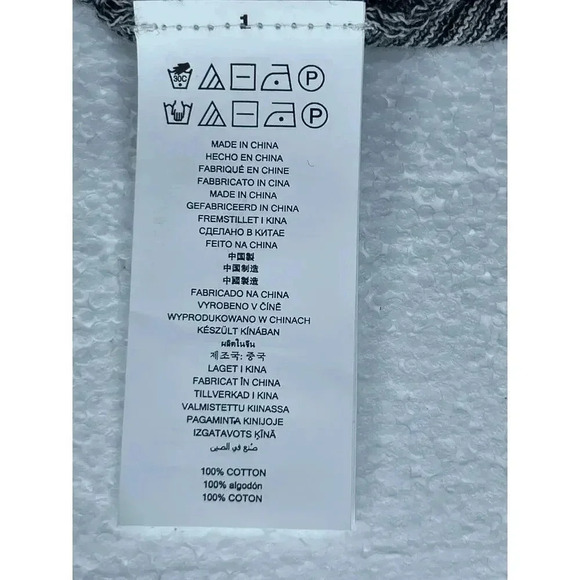 1
30C P
P
MADE IN CHINA
HECHO EN CHINA
FABRIQUÉ EN CHINE
FABBRICATO IN CINA
MADE IN CHINA
GEFABRICEERD IN CHINA
FREMSTILLET I KINA
СДЕЛАНО В КИТАЕ
FEITO NA CHINA
中国製
中国制造
中國製造
FABRICADO NA CHINA
VYROBENO V ČÍNĚ
WYPRODUKOWANO W CHINACH
KÉSZÜLT KÍNÁBAN
ผลิตในจีน
제조국: 중국
LAGET I KINA
FABRICAT ÎN CHINA
TILLVERKAD I KINA
VALMISTETTU KIINASSA
PAGAMINTA KINIJOJE
IZGATAVOTS ĶĪNĀ
صُنع في الصين
100% COTTON
100% algodón
100% COTON